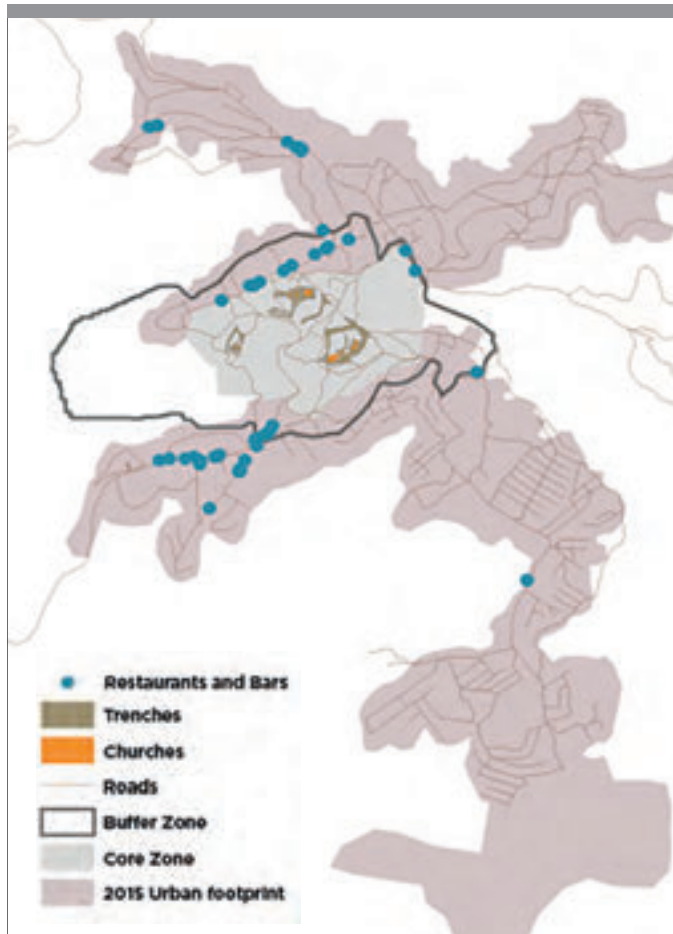 Restaurants and Bars
Trenches
Churches
Roads
Buffer Zone
Core Zone
2015 Urban footprint